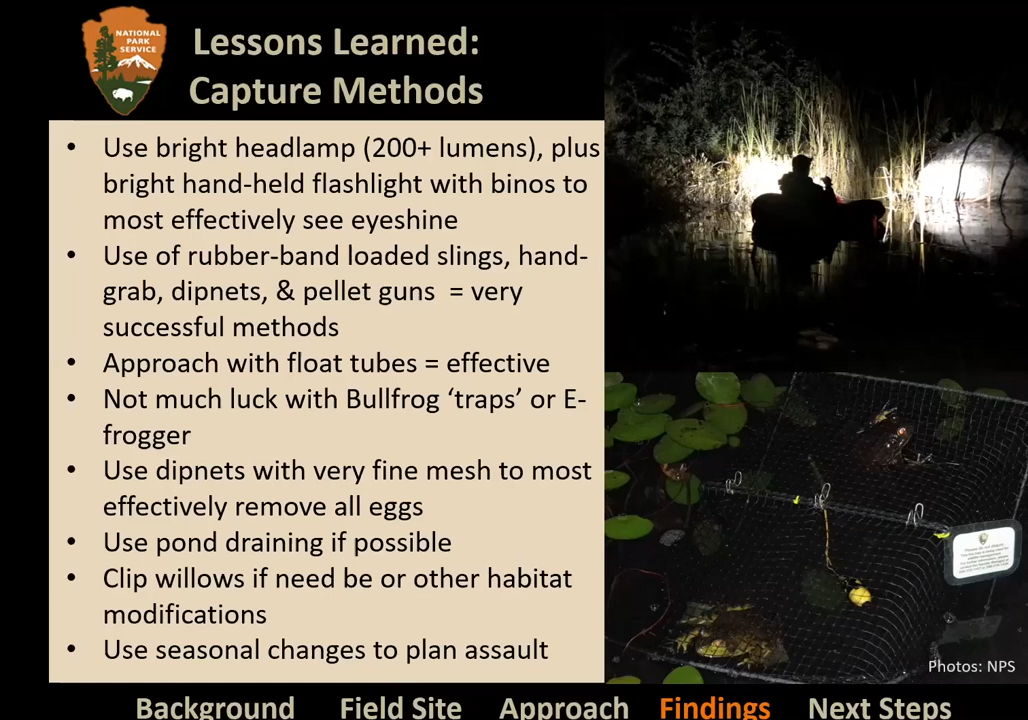 NATIONAL
PARK
SERVICE
Lessons Learned:
Capture Methods
• Use bright headlamp (200+ lumens), plus
bright hand-held flashlight with binos to
most effectively see eyeshine
• Use of rubber-band loaded slings, hand-
grab, dipnets, & pellet guns = very
successful methods
• Approach with float tubes = effective
• Not much luck with Bullfrog ‘traps’ or E-
frogger
• Use dipnets with very fine mesh to most
effectively remove all eggs
• Use pond draining if possible
• Clip willows if need be or other habitat
modifications
• Use seasonal changes to plan assault
Photos: NPS
Background Field Site Approach Findings Next Steps